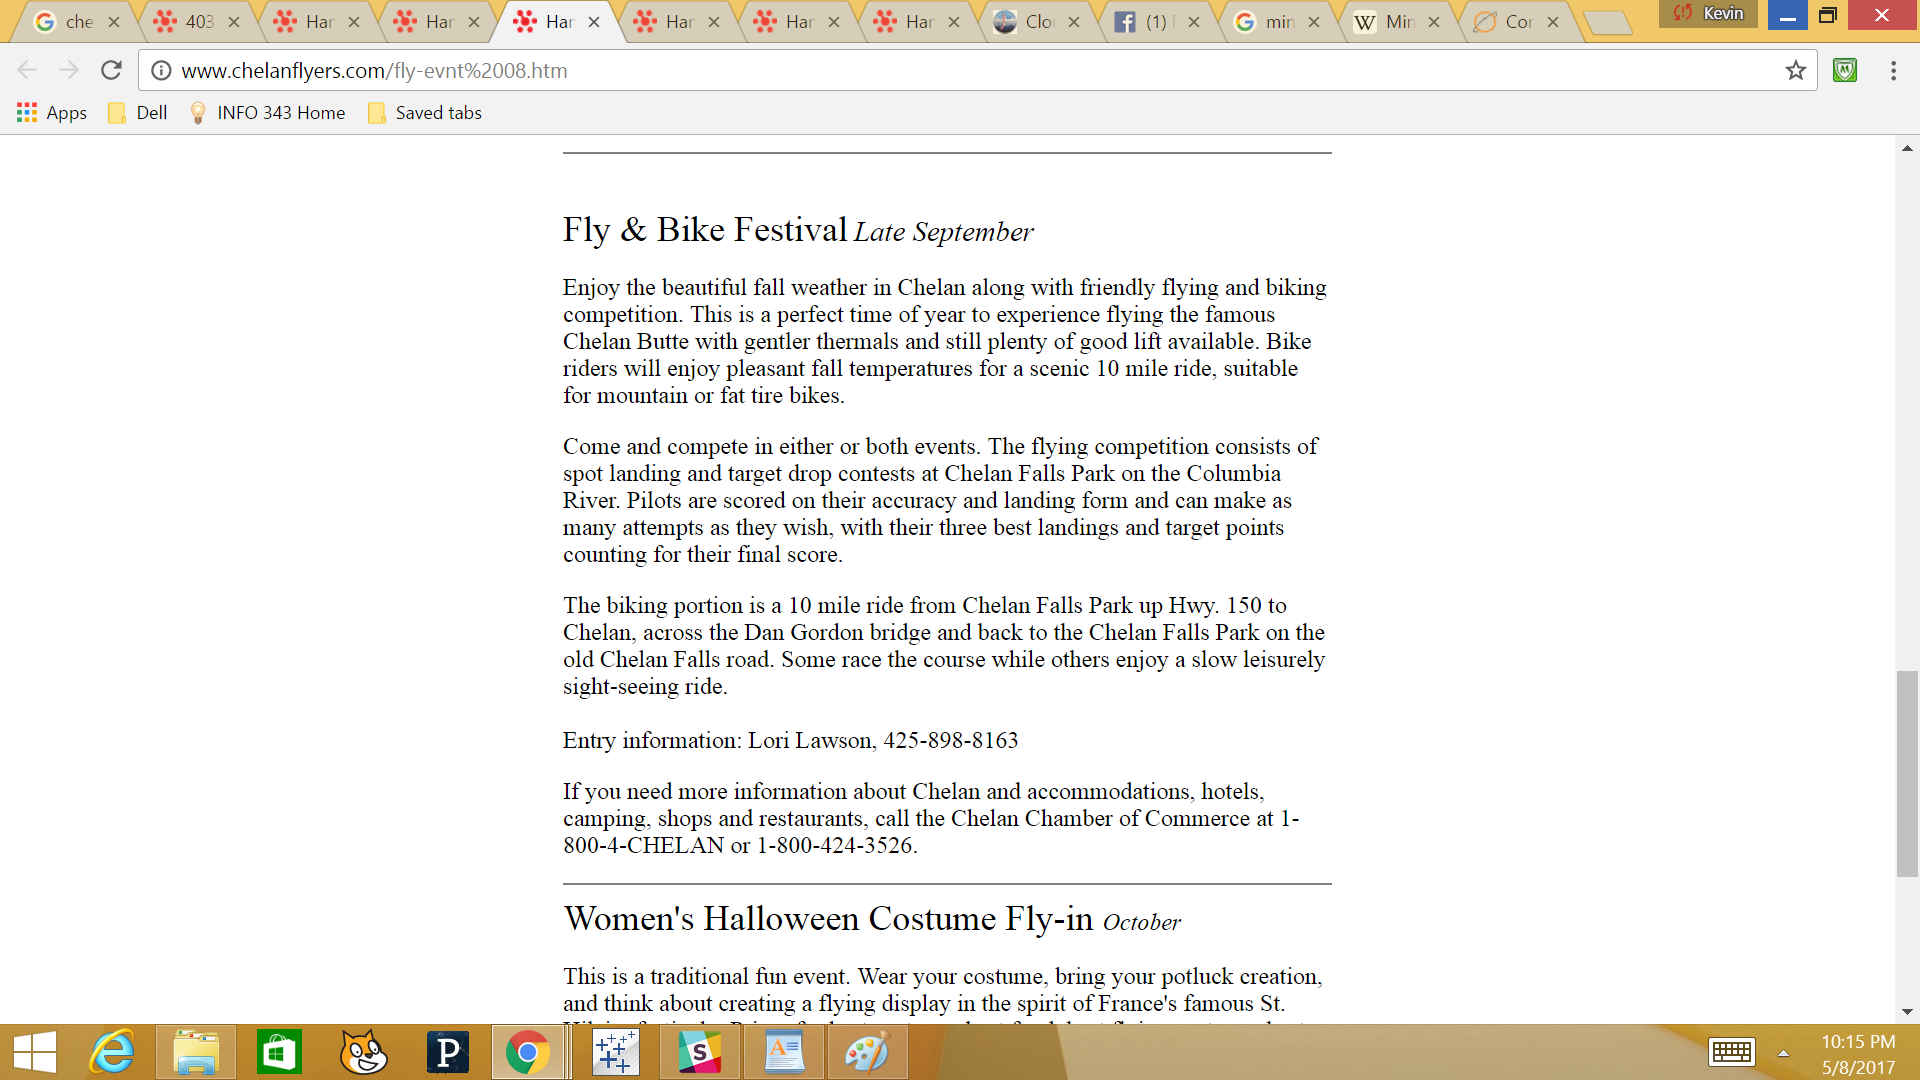 che 403 Har Har Har Har Har Har Clo (1) min Min Cor Kevin
www.chelanflyers.com/fly-evnt%2008.htm
Apps Dell INFO 343 Home Saved tabs
Fly & Bike Festival Late September
Enjoy the beautiful fall weather in Chelan along with friendly flying and biking
competition. This is a perfect time of year to experience flying the famous
Chelan Butte with gentler thermals and still plenty of good lift available. Bike
riders will enjoy pleasant fall temperatures for a scenic 10 mile ride, suitable
for mountain or fat tire bikes.
Come and compete in either or both events. The flying competition consists of
spot landing and target drop contests at Chelan Falls Park on the Columbia
River. Pilots are scored on their accuracy and landing form and can make as
many attempts as they wish, with their three best landings and target points
counting for their final score.
The biking portion is a 10 mile ride from Chelan Falls Park up Hwy. 150 to
Chelan, across the Dan Gordon bridge and back to the Chelan Falls Park on the
old Chelan Falls road. Some race the course while others enjoy a slow leisurely
sight-seeing ride.
Entry information: Lori Lawson, 425-898-8163
If you need more information about Chelan and accommodations, hotels,
camping, shops and restaurants, call the Chelan Chamber of Commerce at 1-
800-4-CHELAN or 1-800-424-3526.
Women's Halloween Costume Fly-in October
This is a traditional fun event. Wear your costume, bring your potluck creation,
and think about creating a flying display in the spirit of France's famous St.
10:15 PM
5/8/2017